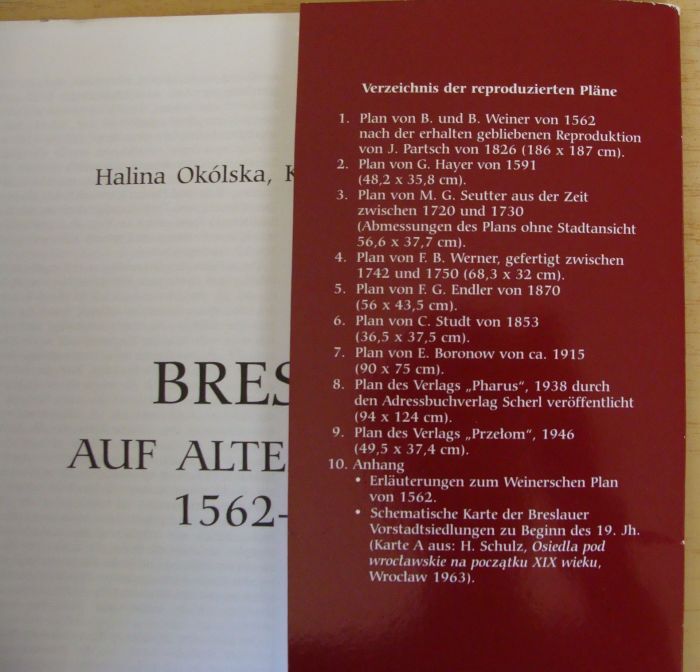 Halina Okólska, K
BRES
AUF ALTE
1562-
Verzeichnis der reproduzierten Pläne
1. Plan von B. und B. Weiner von 1562
nach der erhalten gebliebenen Reproduktion
von J. Partsch von 1826 (186 x 187 cm).
2. Plan von G. Hayer von 1591
(48,2 x 35,8 cm).
3. Plan von M. G. Seutter aus der Zeit
zwischen 1720 und 1730
(Abmessungen des Plans ohne Stadtansicht
56,6 x 37,7 cm).
4. Plan von F. B. Werner, gefertigt zwischen
1742 und 1750 (68,3 x 32 cm).
5. Plan von F. G. Endler von 1870
(56 x 43,5 cm).
6. Plan von C. Studt von 1853
(36,5 x 37,5 cm).
7. Plan von E. Boronow von ca. 1915
(90 x 75 cm).
8. Plan des Verlags „Pharus”, 1938 durch
den Adressbuchverlag Scherl veröffentlicht
(94 x 124 cm).
9. Plan des Verlags „Przełom”, 1946
(49,5 x 37,4 cm).
10. Anhang
• Erläuterungen zum Weinerschen Plan
von 1562.
• Schematische Karte der Breslauer
Vorstadtsiedlungen zu Beginn des 19. Jh.
(Karte A aus: H. Schulz, Osiedla pod
wrocławskie na początku XIX wieku,
Wrocław 1963).